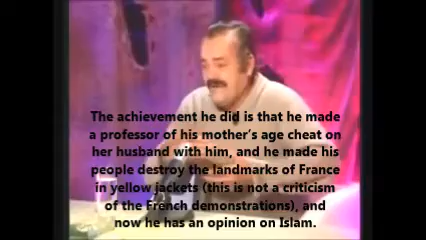 The achievement he did is that he made
a professor of his mother's age cheat on
her husband with him, and he made his
people destroy the landmarks of France
in yellow jackets (this is not a criticism
of the French demonstrations), and
now he has an opinion on Islam.